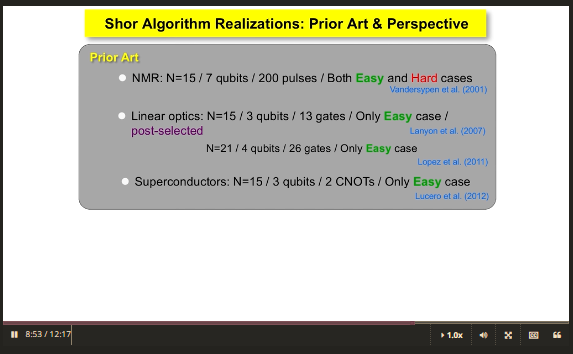 Shor Algorithm Realizations: Prior Art & Perspective
Prior Art
NMR: N=15 / 7 qubits / 200 pulses / Both Easy and Hard cases
Vandersypen et al. (2001)
Linear optics: N=15 / 3 qubits / 13 gates / Only Easy case /
post-selected
Lanyon et al. (2007)
N=21 / 4 qubits / 26 gates / Only Easy case
Lopez et al. (2011)
Superconductors: N=15 / 3 qubits / 2 CNOTs / Only Easy case
Lucero et al. (2012)
8:53 / 12:17
1.0x